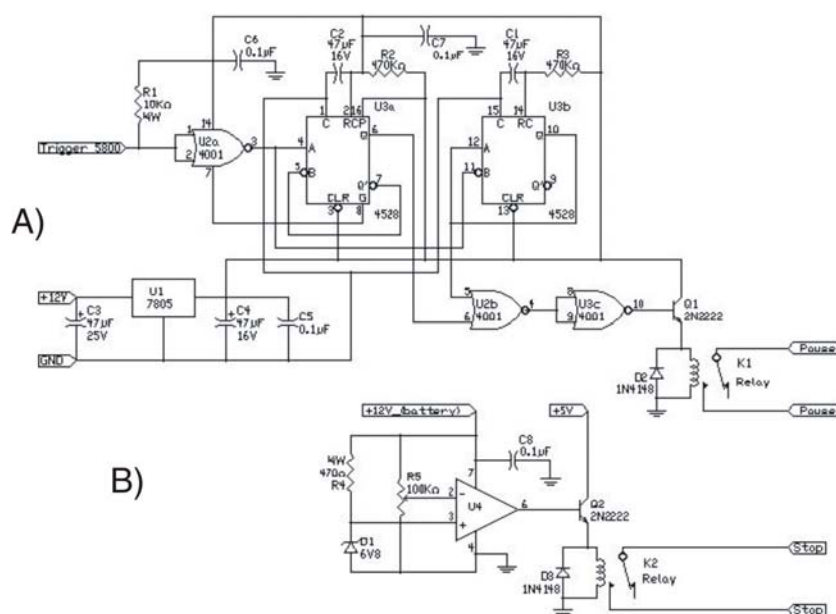 A)
C6
0.1µF
R1
10KΩ
¼W
14
1
2
3
U2a
4001
7
Trigger 5800
C2
47µF
16V
C7
0.1µF
R2
470KΩ
U3a
1
2
16
C
RCP
Q
6
4
A
5
B
Q'
7
CLR
G
3
8
4528
C1
47µF
16V
R3
470KΩ
U3b
15
14
C
RC
Q
10
12
A
11
B
Q'
9
CLR
13
4528
+12V
U1
7805
C3
47µF
25V
C4
47µF
16V
C5
0.1µF
GND
5
6
U2b
4001
4
8
9
U3c
4001
10
Q1
2N2222
D2
1N4148
K1
Relay
Pause
Pause
B)
+12V_(battery)
+5V
¼W
470Ω
R4
R5
100KΩ
C8
0.1µF
7
2
3
U4
6
4
D1
6V8
Q2
2N2222
D3
1N4148
K2
Relay
Stop
Stop